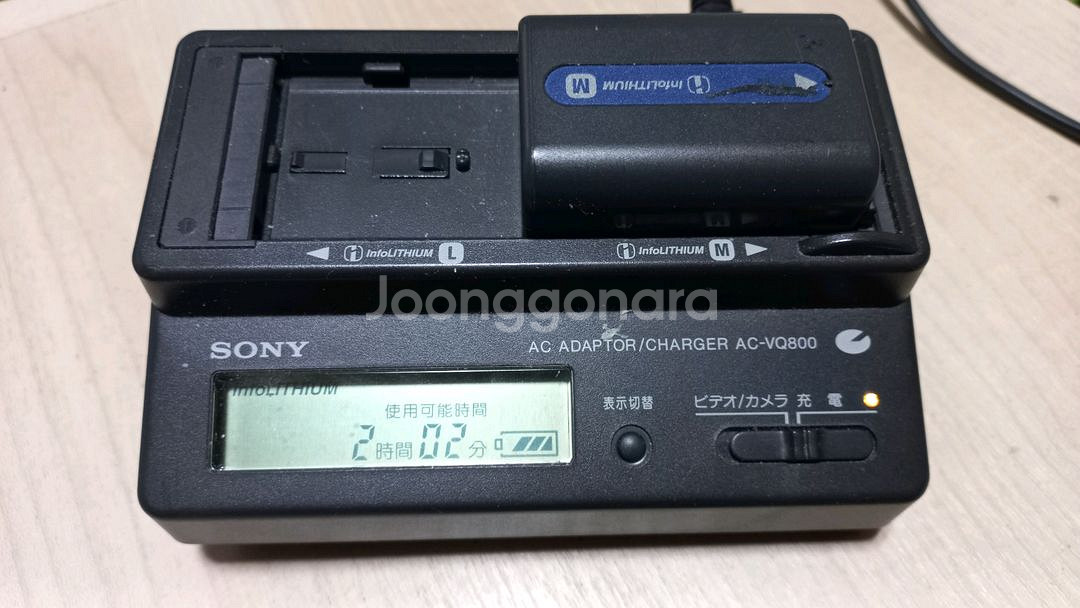 InfoLITHIUM M
InfoLITHIUM L
InfoLITHIUM M
Joonggonara
SONY
AC ADAPTOR/CHARGER AC-VQ800
InfoLITHIUM
使用可能時間
2時間02分
表示切替
ビデオ/カメラ 充電